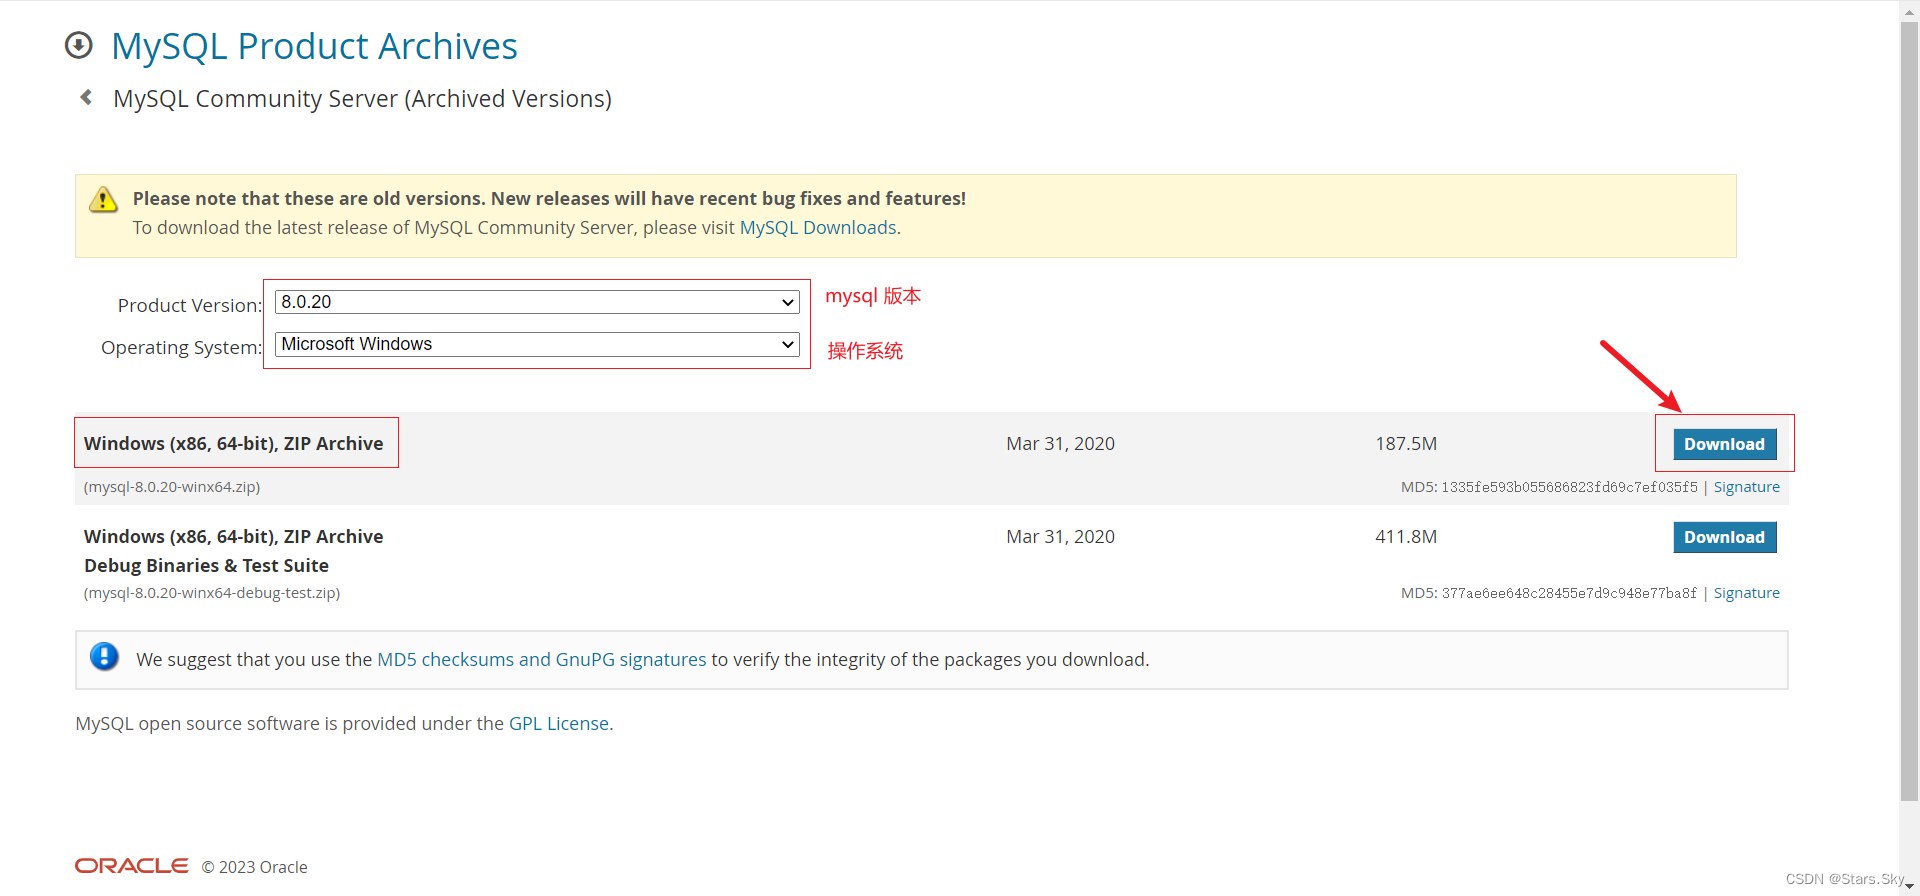 MySQL Product Archives
MySQL Community Server (Archived Versions)
Please note that these are old versions. New releases will have recent bug fixes and features!
To download the latest release of MySQL Community Server, please visit MySQL Downloads.
Product Version: 8.0.20 mysql 版本
Operating System: Microsoft Windows 操作系统
Windows (x86, 64-bit), ZIP Archive Mar 31, 2020 187.5M Download
(mysql-8.0.20-winx64.zip) MD5: 1335fe593b055686823fd69c7ef035f5 | Signature
Windows (x86, 64-bit), ZIP Archive Mar 31, 2020 411.8M Download
Debug Binaries & Test Suite
(mysql-8.0.20-winx64-debug-test.zip) MD5: 377ae6ee648c28455e7d9c948e77ba8f | Signature
We suggest that you use the MD5 checksums and GnuPG signatures to verify the integrity of the packages you download.
MySQL open source software is provided under the GPL License.
ORACLE © 2023 Oracle
CSDN @Stars.Sky